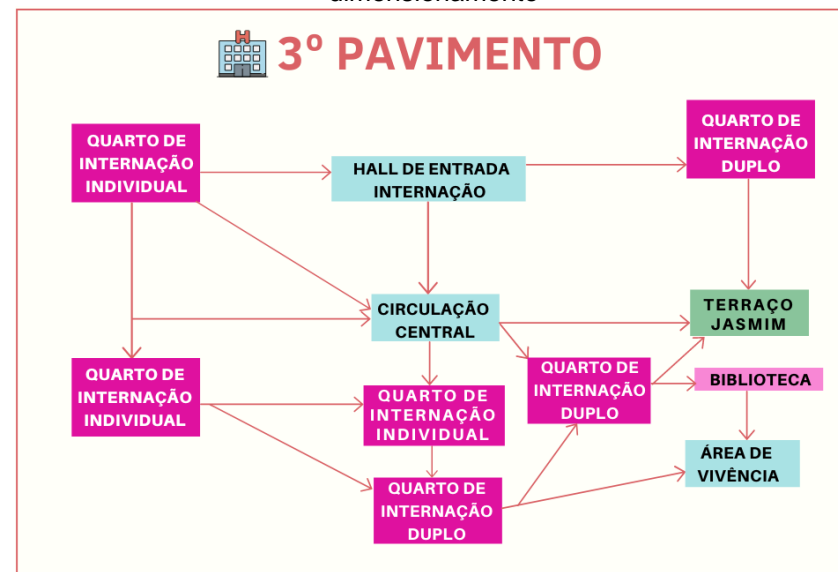 dimensionamento
H
3º PAVIMENTO
QUARTO DE
INTERNAÇÃO
INDIVIDUAL
HALL DE ENTRADA
INTERNAÇÃO
QUARTO DE
INTERNAÇÃO
DUPLO
CIRCULAÇÃO
CENTRAL
TERRAÇO
JASMIM
QUARTO DE
INTERNAÇÃO
INDIVIDUAL
QUARTO DE
INTERNAÇÃO
INDIVIDUAL
QUARTO DE
INTERNAÇÃO
DUPLO
BIBLIOTECA
QUARTO DE
INTERNAÇÃO
DUPLO
ÁREA DE
VIVÊNCIA